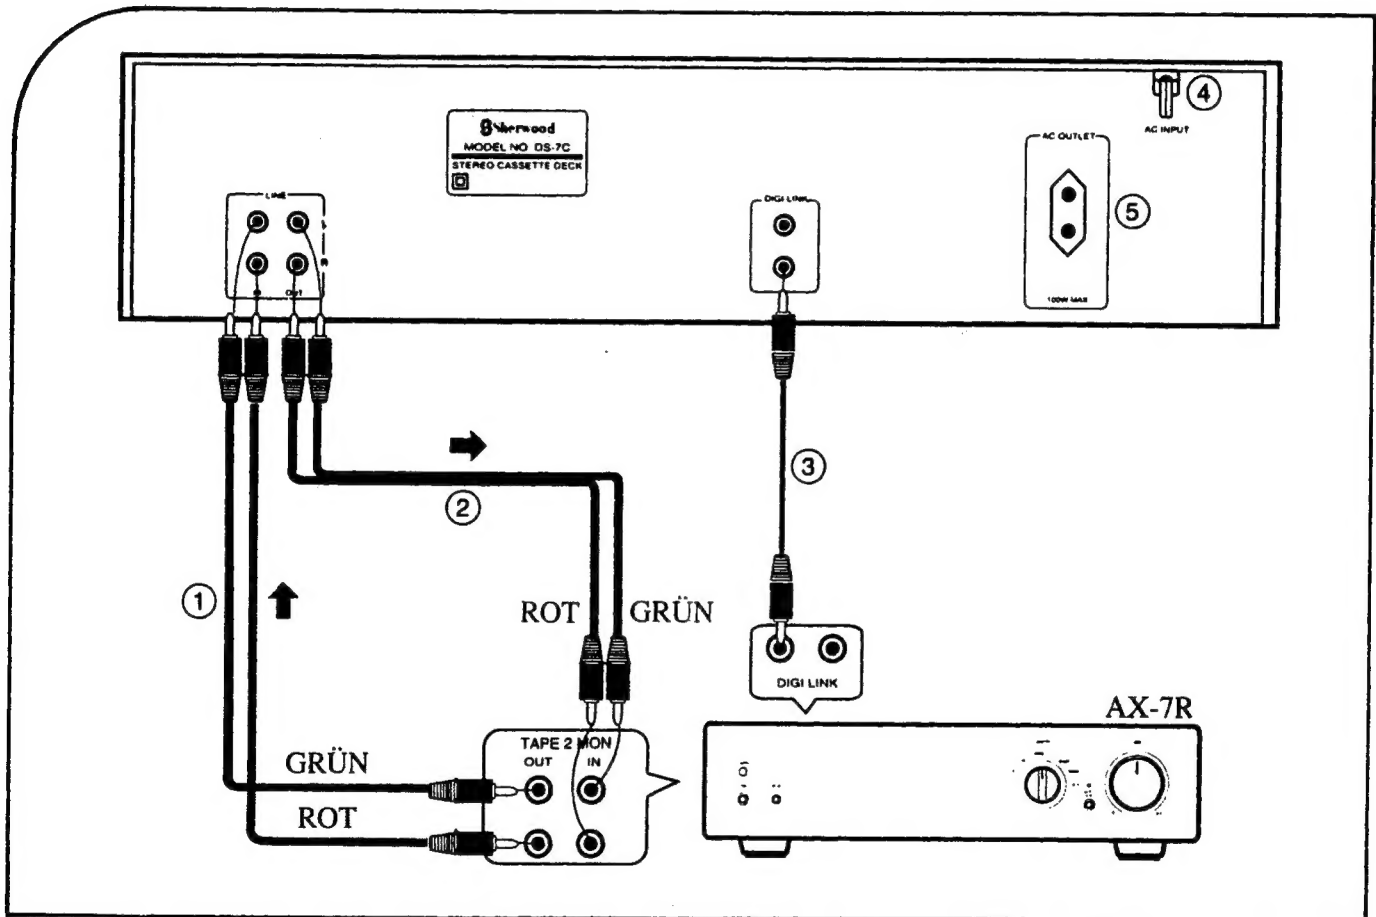 Sherwood
MODEL NO. DS-7C
STEREO CASSETTE DECK
4
AC INPUT
AC OUTLET
5
100W MAX
LINE
L
R
IN OUT
DIGI LINK
3
2
1
ROT GRÜN
DIGI LINK
AX-7R
TAPE 2 MON
OUT IN
GRÜN
ROT